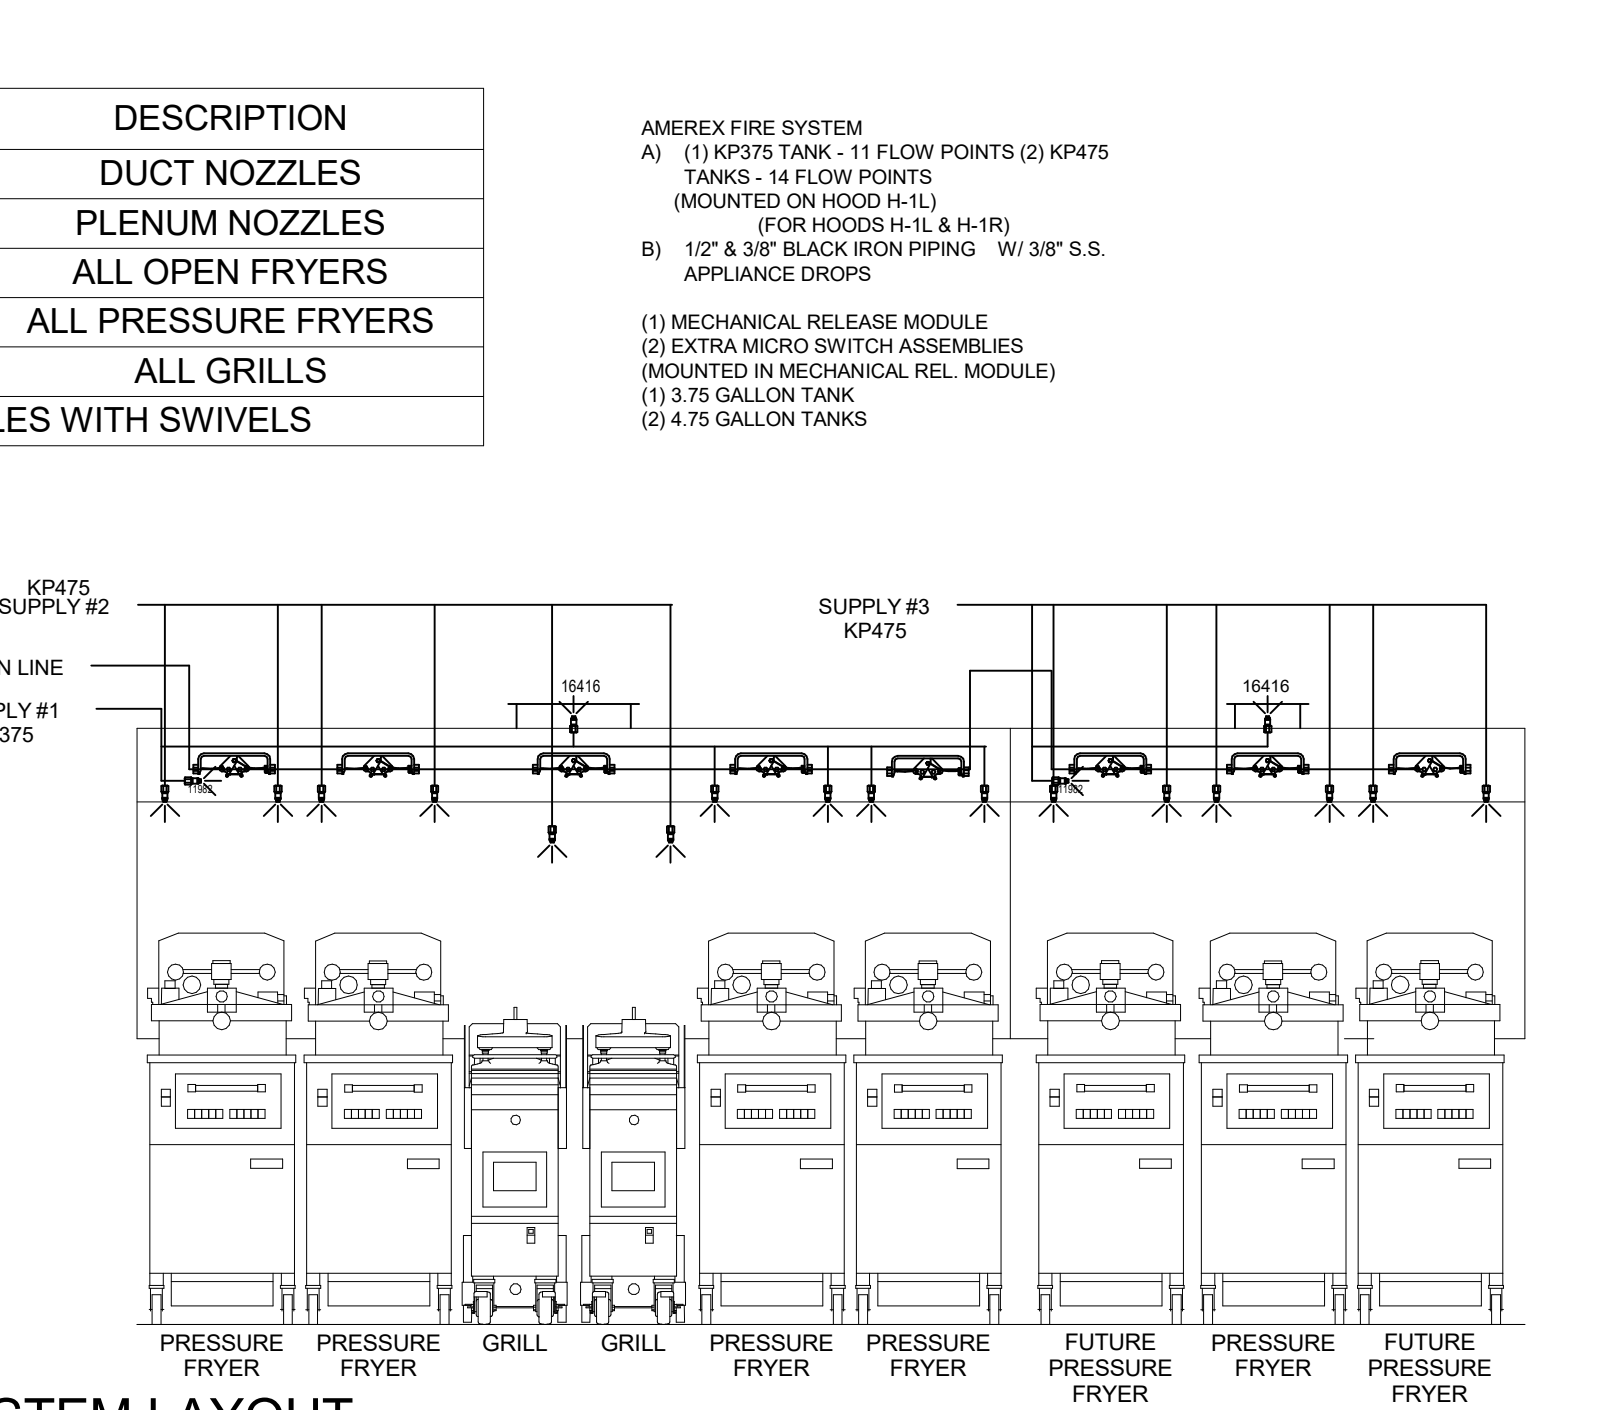 DESCRIPTION
DUCT NOZZLES
PLENUM NOZZLES
ALL OPEN FRYERS
ALL PRESSURE FRYERS
ALL GRILLS
LES WITH SWIVELS
AMEREX FIRE SYSTEM
A) (1) KP375 TANK - 11 FLOW POINTS (2) KP475
TANKS - 14 FLOW POINTS
(MOUNTED ON HOOD H-1L)
(FOR HOODS H-1L & H-1R)
B) 1/2" & 3/8" BLACK IRON PIPING W/ 3/8" S.S.
APPLIANCE DROPS
(1) MECHANICAL RELEASE MODULE
(2) EXTRA MICRO SWITCH ASSEMBLIES
(MOUNTED IN MECHANICAL REL. MODULE)
(1) 3.75 GALLON TANK
(2) 4.75 GALLON TANKS
KP475
SUPPLY #2
SUPPLY #3
KP475
N LINE
PLY #1
375
16416
16416
11982
11982
PRESSURE
FRYER
PRESSURE
FRYER
GRILL
GRILL
PRESSURE
FRYER
PRESSURE
FRYER
FUTURE
PRESSURE
FRYER
PRESSURE
FRYER
FUTURE
PRESSURE
FRYER
STEM LAYOUT